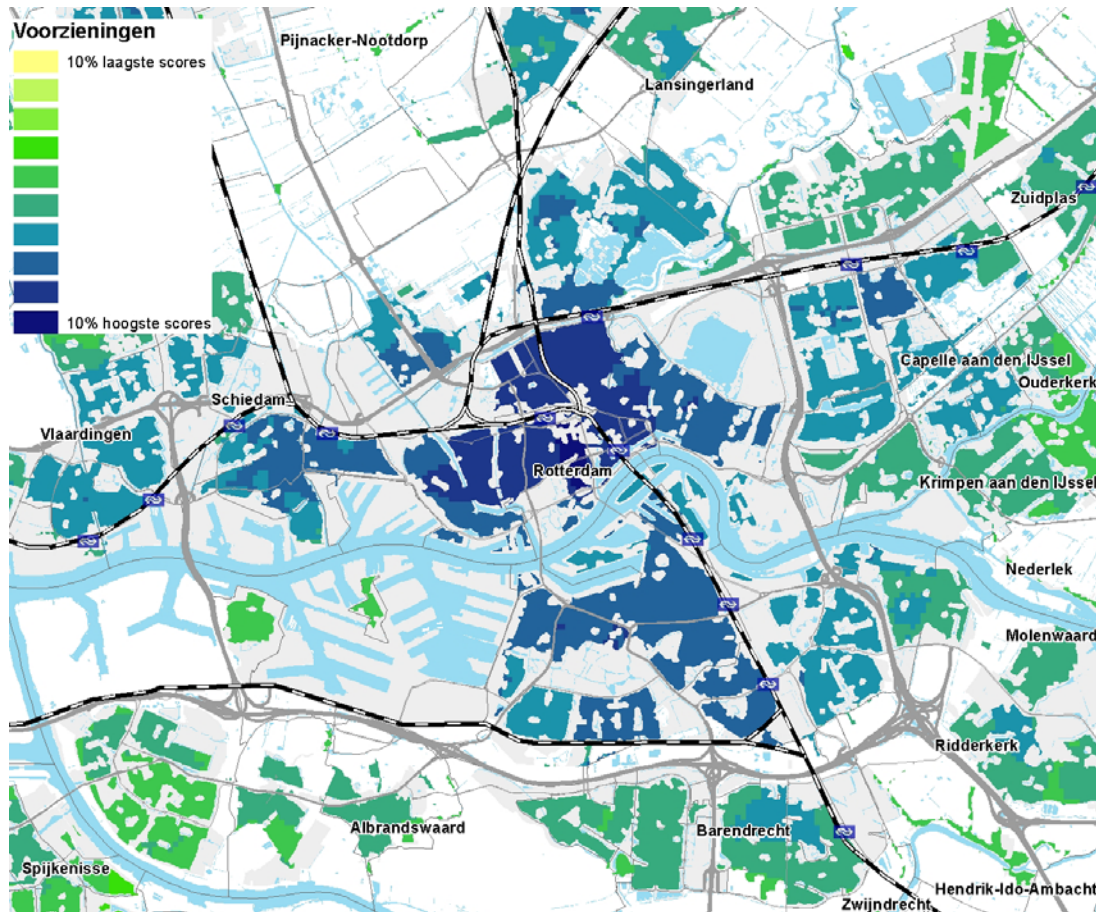 Voorzieningen
10% laagste scores
10% hoogste scores
Pijnacker-Nootdorp
Lansingerland
Zuidplas
Capelle aan den IJssel
Ouderkerk
Schiedam
Vlaardingen
Rotterdam
Krimpen aan den IJssel
Nederlek
Molenwaard
Ridderkerk
Albrandswaard
Barendrecht
Spijkenisse
Hendrik-Ido-Ambacht
Zwijndrecht